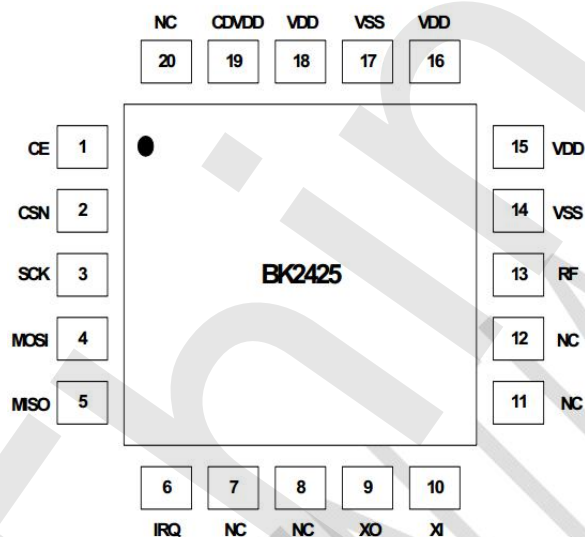 NC CDVDD VDD VSS VDD
20 19 18 17 16
CE 1 15 VDD
CSN 2 14 VSS
SCK 3 BK2425 13 RF
MOSI 4 12 NC
MISO 5 11 NC
6 7 8 9 10
IRQ NC NC XO XI